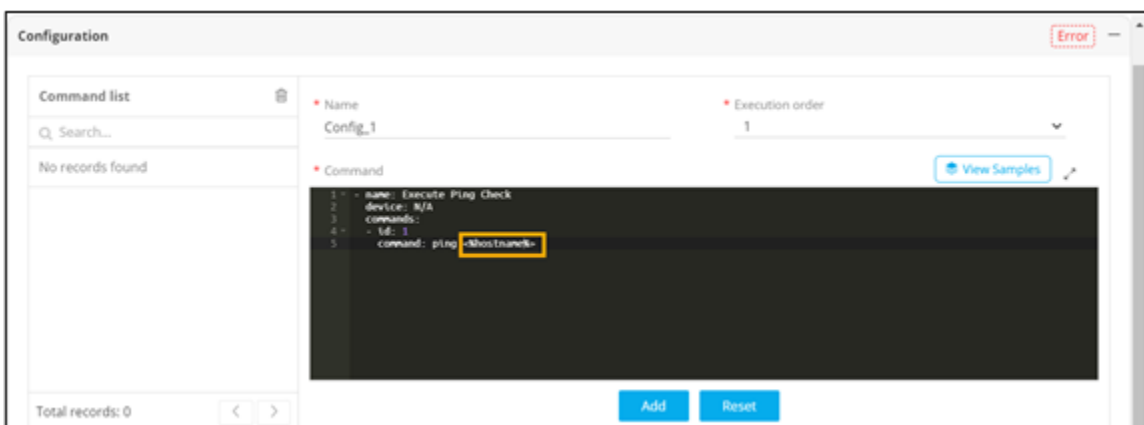 Configuration
Error
Command list
Search...
No records found
Total records: 0
* Name
Config_1
* Execution order
1
* Command
View Samples
1 - name: Execute Ping Check
2 device: N/A
3 commands:
4 - id: 1
5 command: ping <%hostname%>
Add
Reset